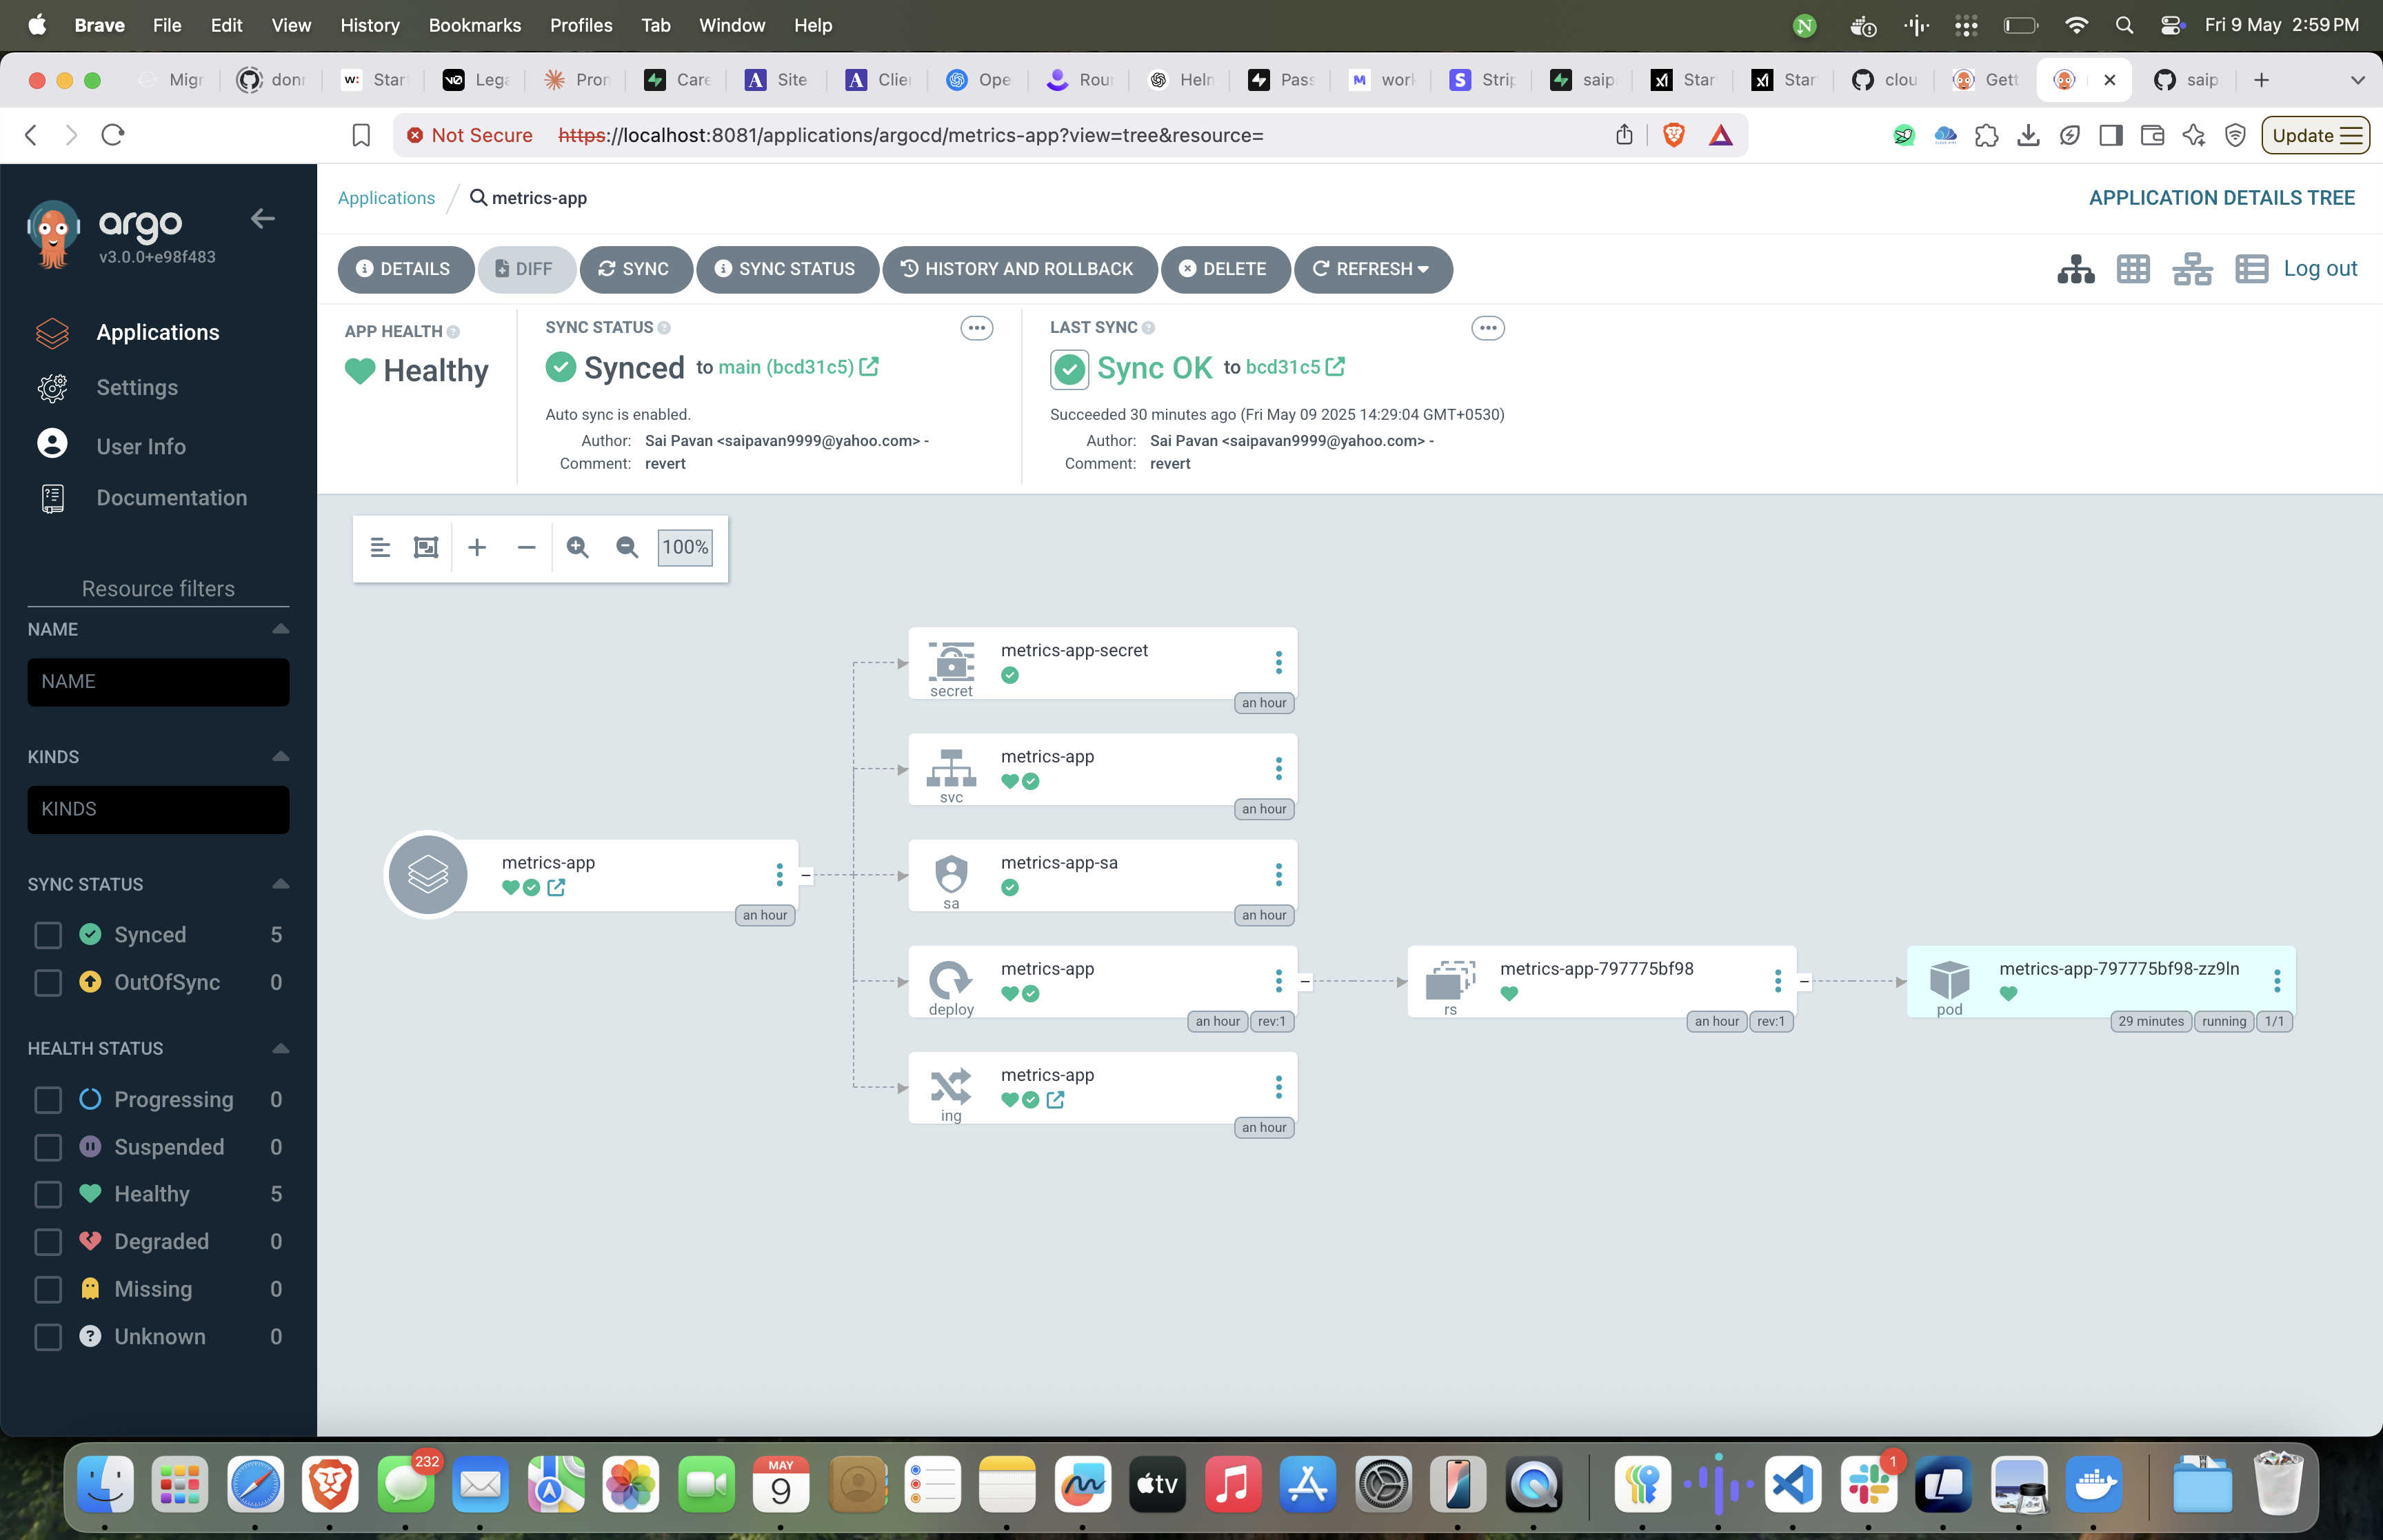 Brave File Edit View History Bookmarks Profiles Tab Window Help
Fri 9 May 2:59 PM
Migr donr Star Lega Pron Care Site Clier Ope Rour Heln Pass work Strip saip Star Star clou Gett saip
Not Secure https://localhost:8081/applications/argocd/metrics-app?view=tree&resource=
Update
argo
v3.0.0+e98f483
Applications
Settings
User Info
Documentation
Resource filters
NAME
NAME
KINDS
KINDS
SYNC STATUS
Synced 5
OutOfSync 0
HEALTH STATUS
Progressing 0
Suspended 0
Healthy 5
Degraded 0
Missing 0
Unknown 0
Applications / metrics-app
APPLICATION DETAILS TREE
DETAILS DIFF SYNC SYNC STATUS HISTORY AND ROLLBACK DELETE REFRESH
Log out
APP HEALTH
Healthy
SYNC STATUS
Synced to main (bcd31c5)
Auto sync is enabled.
Author: Sai Pavan <saipavan9999@yahoo.com> -
Comment: revert
LAST SYNC
Sync OK to bcd31c5
Succeeded 30 minutes ago (Fri May 09 2025 14:29:04 GMT+0530)
Author: Sai Pavan <saipavan9999@yahoo.com> -
Comment: revert
100%
metrics-app
an hour
metrics-app-secret
secret
an hour
metrics-app
svc
an hour
metrics-app-sa
sa
an hour
metrics-app
deploy
an hour rev:1
metrics-app
ing
an hour
metrics-app-797775bf98
rs
an hour rev:1
metrics-app-797775bf98-zz9ln
pod
29 minutes running 1/1
232
MAY
9
tv
1